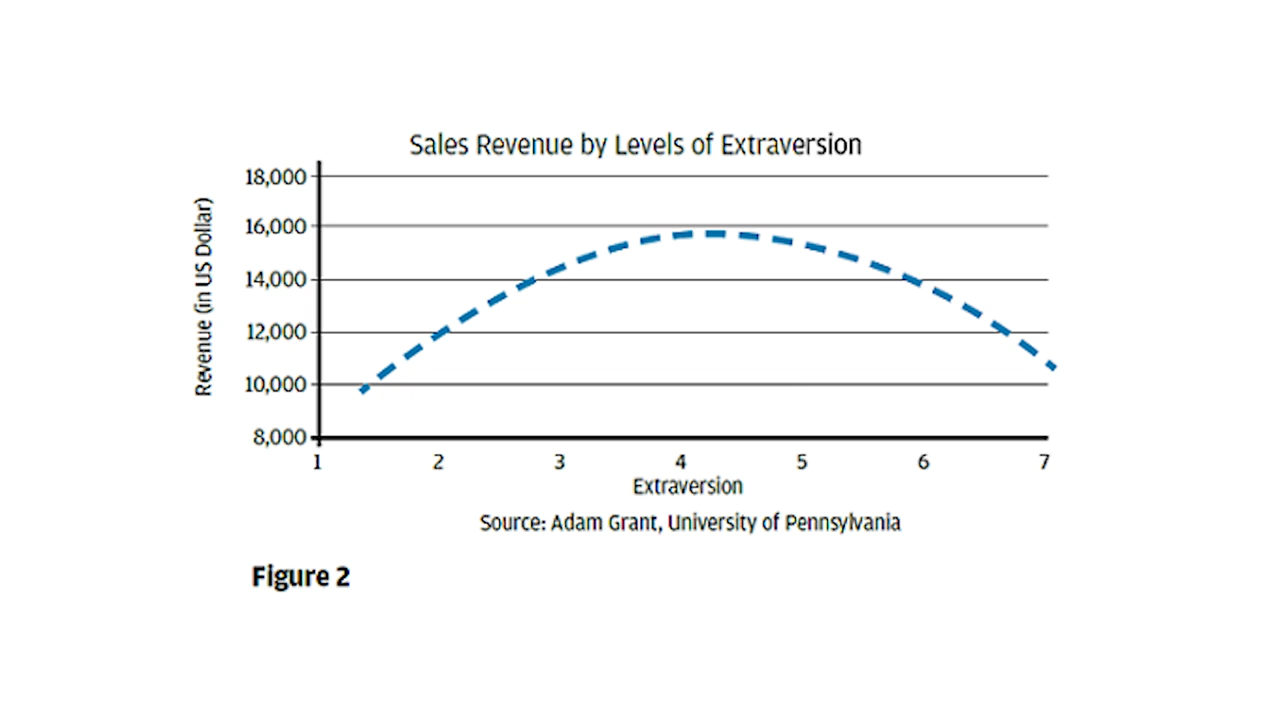 Sales Revenue by Levels of Extraversion
Revenue (in US Dollar)
18,000
16,000
14,000
12,000
10,000
8,000
1 2 3 4 5 6 7
Extraversion
Source: Adam Grant, University of Pennsylvania
Figure 2